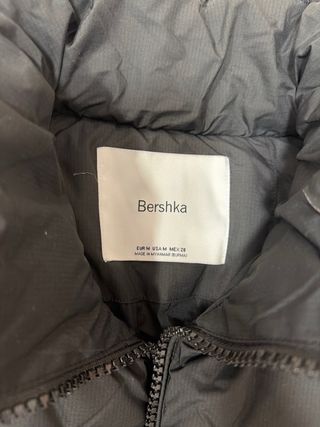 Bershka
EUR M USA M MEX 28
MADE IN MYANMAR (BURMA)